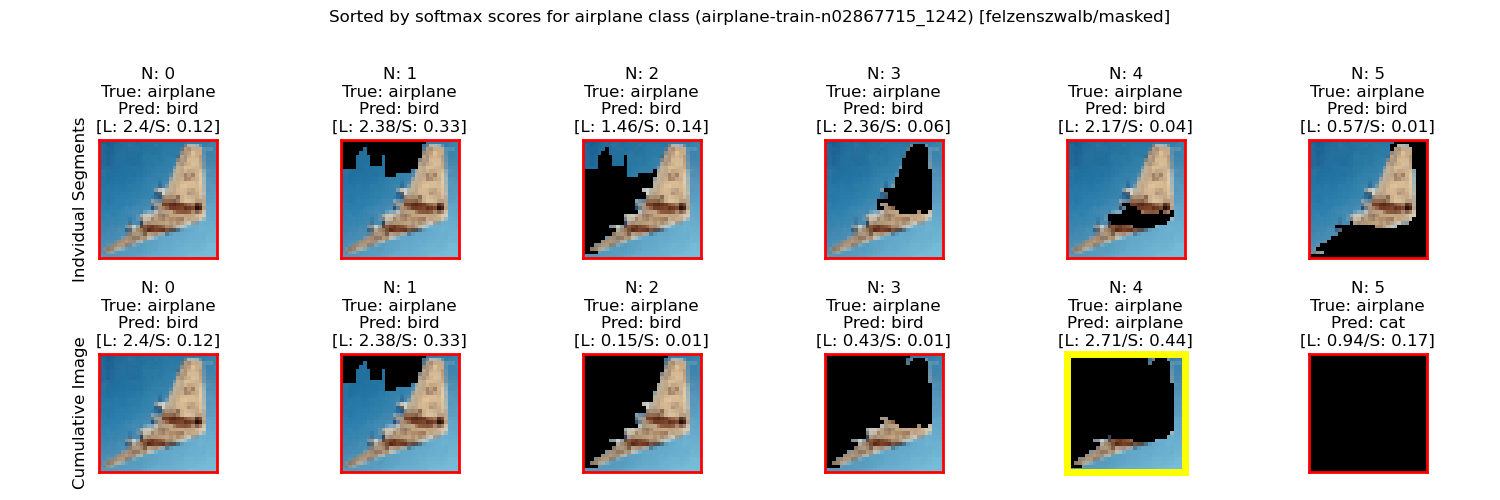 Sorted by softmax scores for airplane class (airplane-train-n02867715_1242) [felzenszwalb/masked]
Indvidual Segments
N: 0
True: airplane
Pred: bird
[L: 2.4/S: 0.12]
N: 1
True: airplane
Pred: bird
[L: 2.38/S: 0.33]
N: 2
True: airplane
Pred: bird
[L: 1.46/S: 0.14]
N: 3
True: airplane
Pred: bird
[L: 2.36/S: 0.06]
N: 4
True: airplane
Pred: bird
[L: 2.17/S: 0.04]
N: 5
True: airplane
Pred: bird
[L: 0.57/S: 0.01]
Cumulative Image
N: 0
True: airplane
Pred: bird
[L: 2.4/S: 0.12]
N: 1
True: airplane
Pred: bird
[L: 2.38/S: 0.33]
N: 2
True: airplane
Pred: bird
[L: 0.15/S: 0.01]
N: 3
True: airplane
Pred: bird
[L: 0.43/S: 0.01]
N: 4
True: airplane
Pred: airplane
[L: 2.71/S: 0.44]
N: 5
True: airplane
Pred: cat
[L: 0.94/S: 0.17]